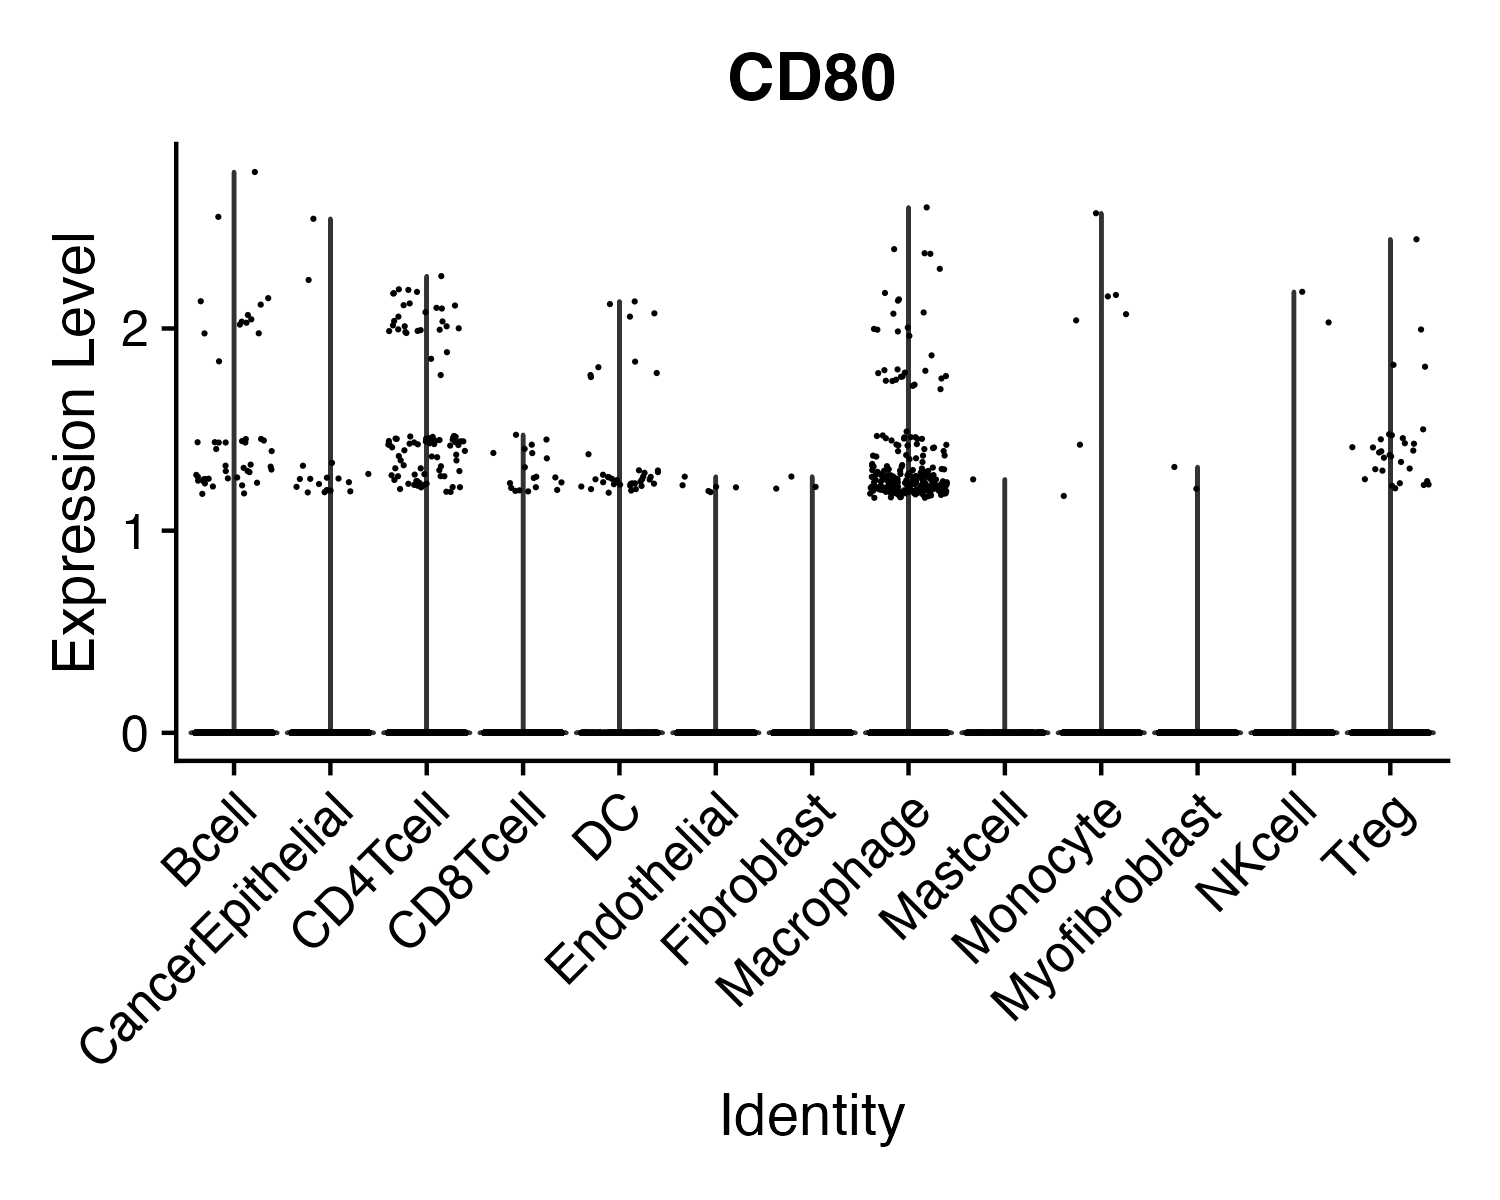 CD80
Expression Level
2
1
0
Bcell
CancerEpithelial
CD4Tcell
CD8Tcell
DC
Endothelial
Fibroblast
Macrophage
Mastcell
Monocyte
Myofibroblast
NKcell
Treg
Identity